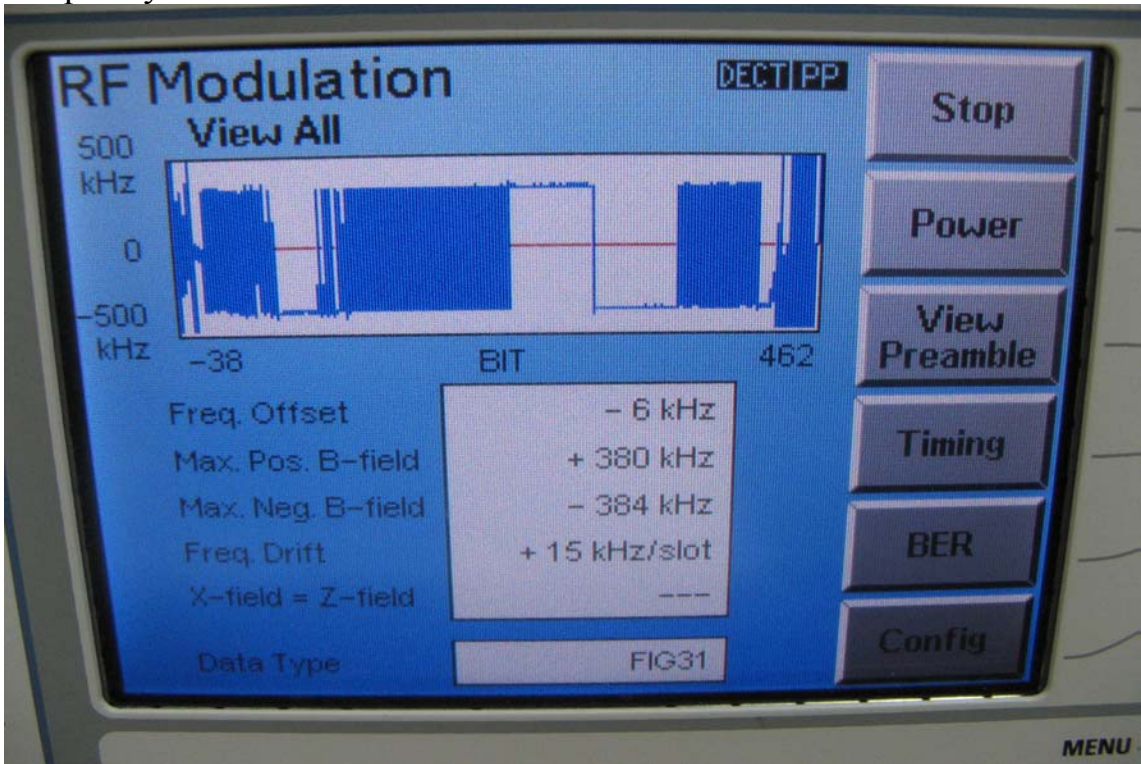 RF Modulation
DECT PP
View All
500
kHz
0
-500
kHz
-38
BIT
462
Freq. Offset
- 6 kHz
Max. Pos. B-field
+ 380 kHz
Max. Neg. B-field
- 384 kHz
Freq. Drift
+ 15 kHz/slot
X-field = Z-field
---
Data Type
FIG31
Stop
Power
View
Preamble
Timing
BER
Config
MENU